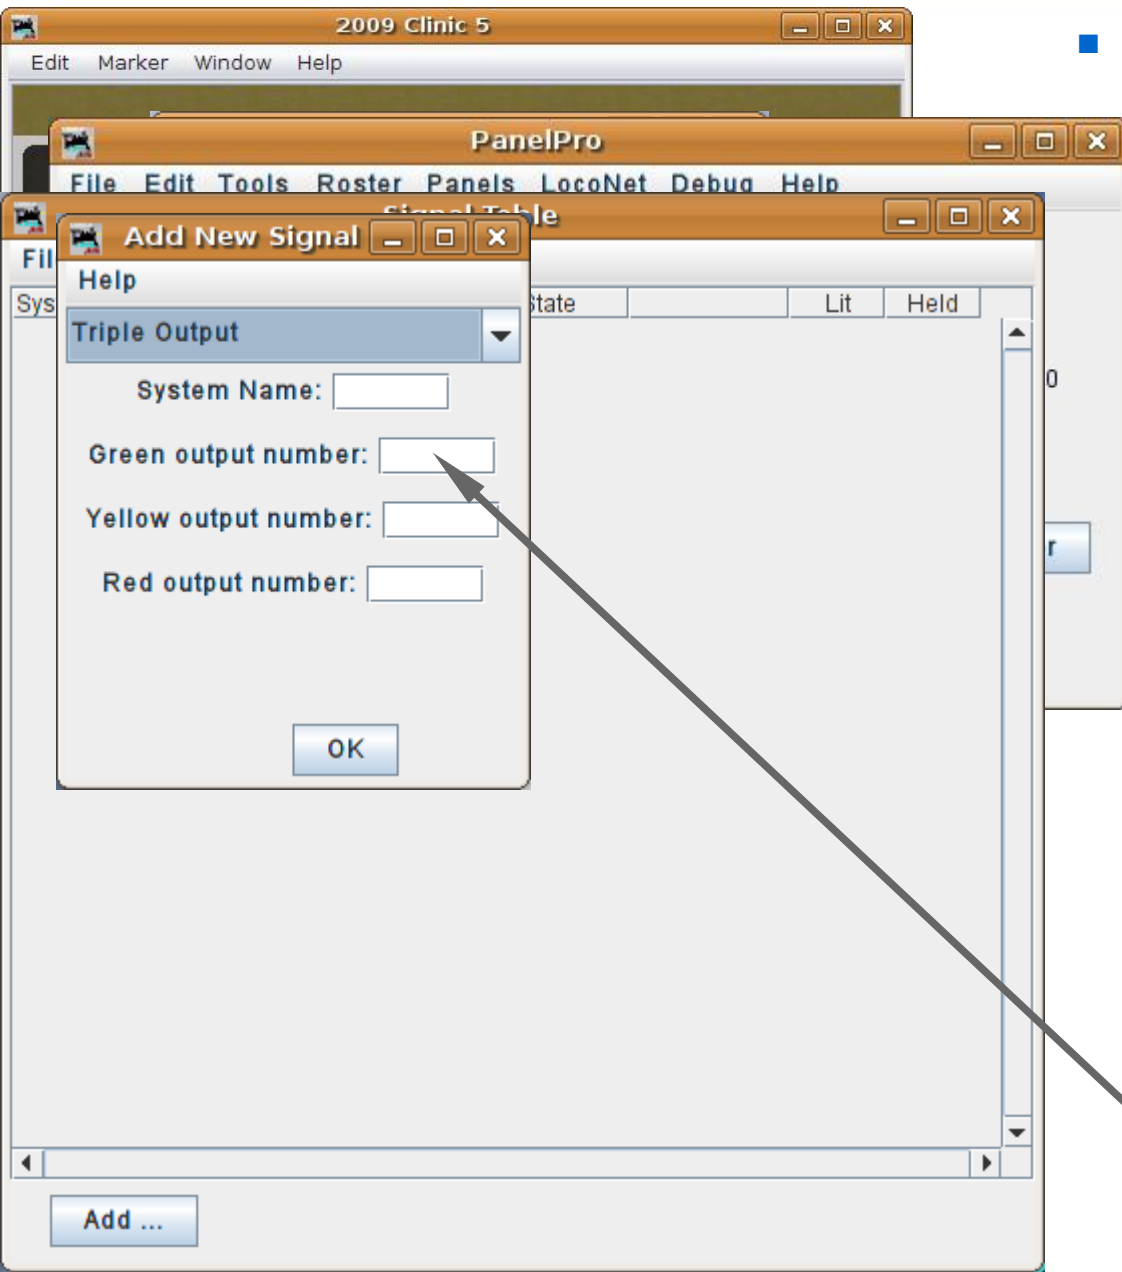 2009 Clinic 5
Edit Marker Window Help
PanelPro
File Edit Tools Roster Panels LocoNet Debug Help
Signal Table
Add New Signal
Fil
Help
Sys
State
Lit
Held
Triple Output
System Name:
0
Green output number:
Yellow output number:
r
Red output number:
OK
Add ...